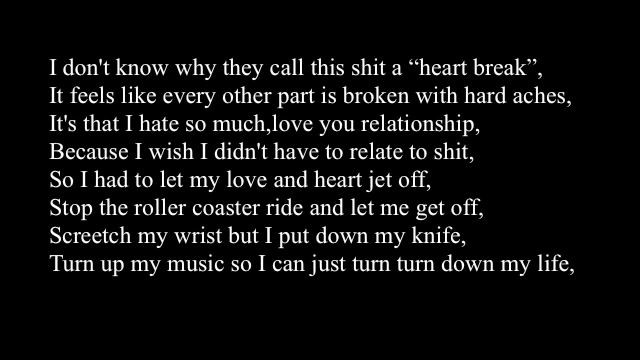 I don't know why they call this shit a “heart break”,
It feels like every other part is broken with hard aches,
It's that I hate so much,love you relationship,
Because I wish I didn't have to relate to shit,
So I had to let my love and heart jet off,
Stop the roller coaster ride and let me get off,
Screetch my wrist but I put down my knife,
Turn up my music so I can just turn turn down my life,